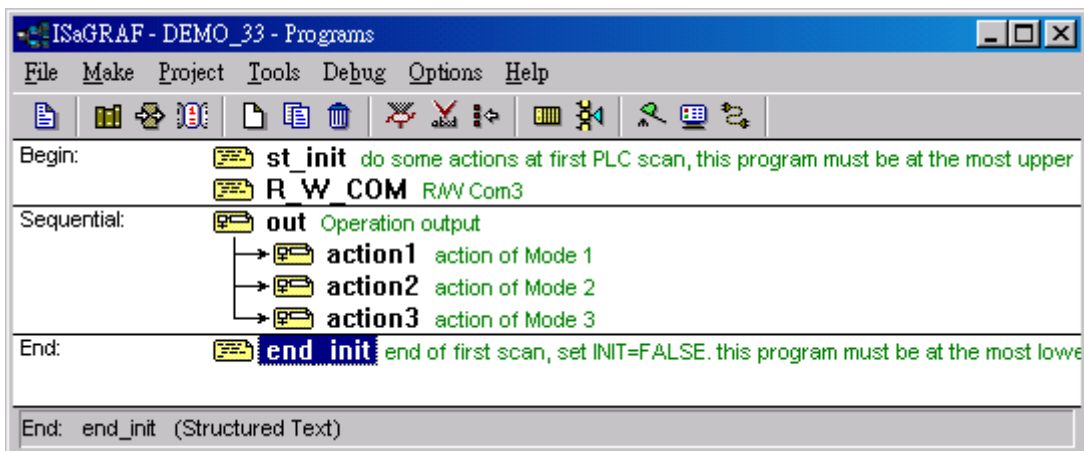 ISaGRAF - DEMO_33 - Programs
File Make Project Tools Debug Options Help
Begin: st_init do some actions at first PLC scan, this program must be at the most upper
R_W_COM R/W Com3
Sequential: out Operation output
action1 action of Mode 1
action2 action of Mode 2
action3 action of Mode 3
End: end_init end of first scan, set INIT=FALSE. this program must be at the most lowe
End: end_init (Structured Text)